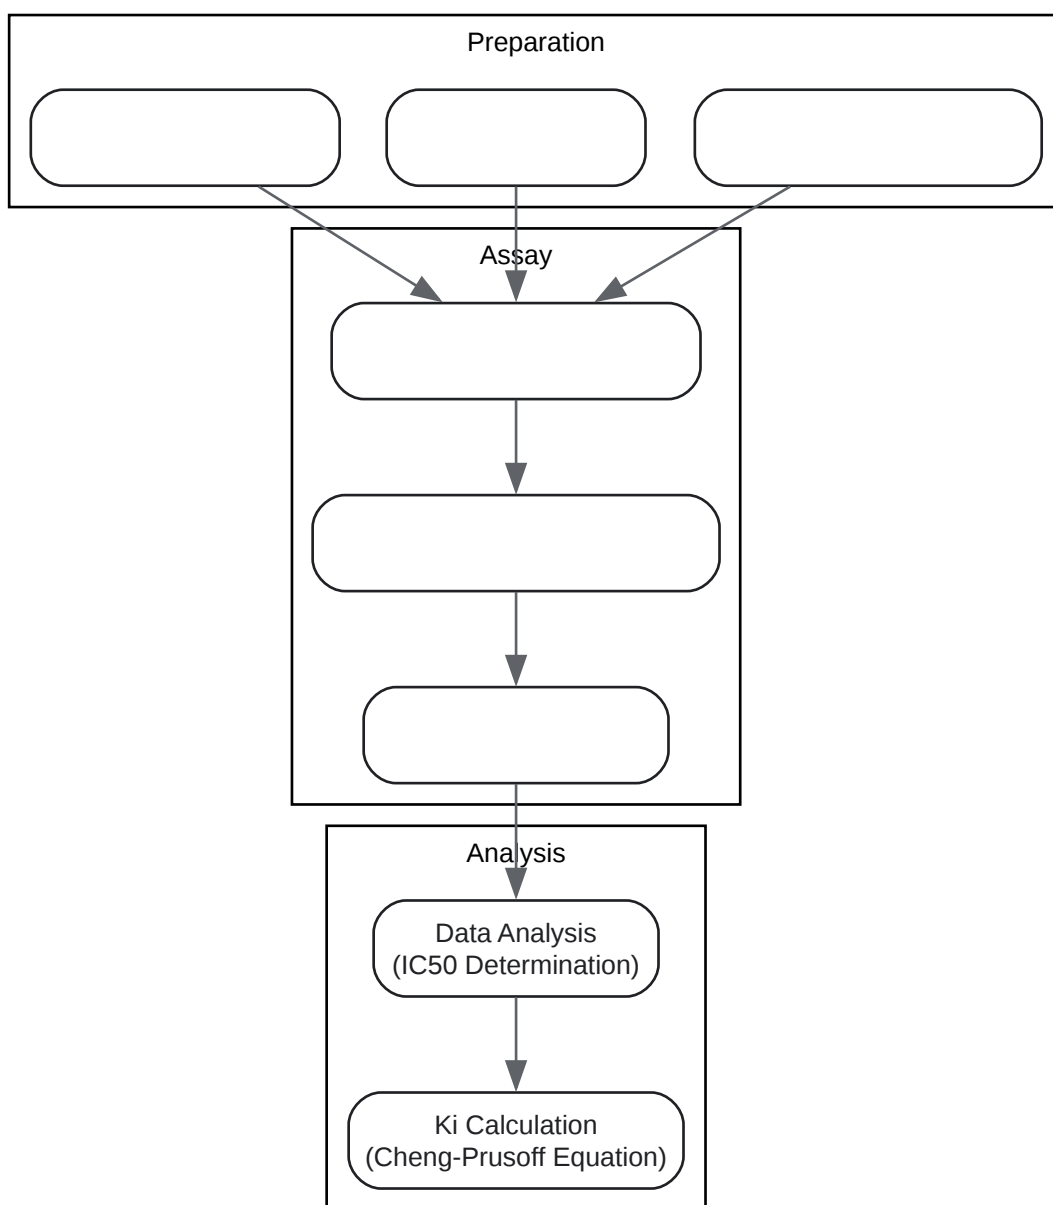 Preparation
Assay
Analysis
Data Analysis
(IC50 Determination)
Ki Calculation
(Cheng-Prusoff Equation)